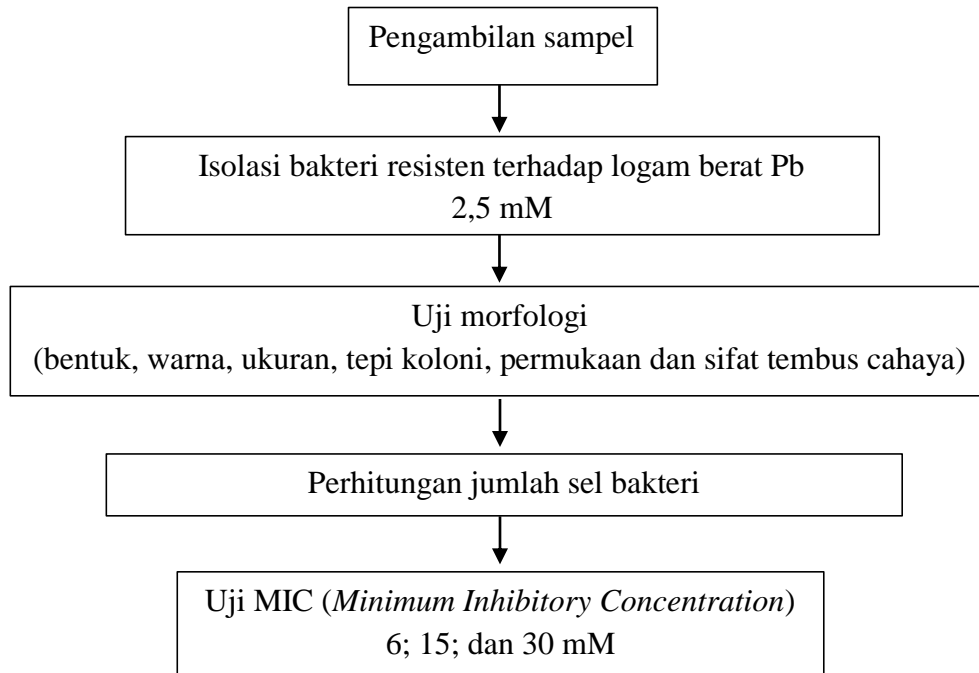 Pengambilan sampel
Isolasi bakteri resisten terhadap logam berat Pb
2,5 mM
Uji morfologi
(bentuk, warna, ukuran, tepi koloni, permukaan dan sifat tembus cahaya)
Perhitungan jumlah sel bakteri
Uji MIC (Minimum Inhibitory Concentration)
6; 15; dan 30 mM